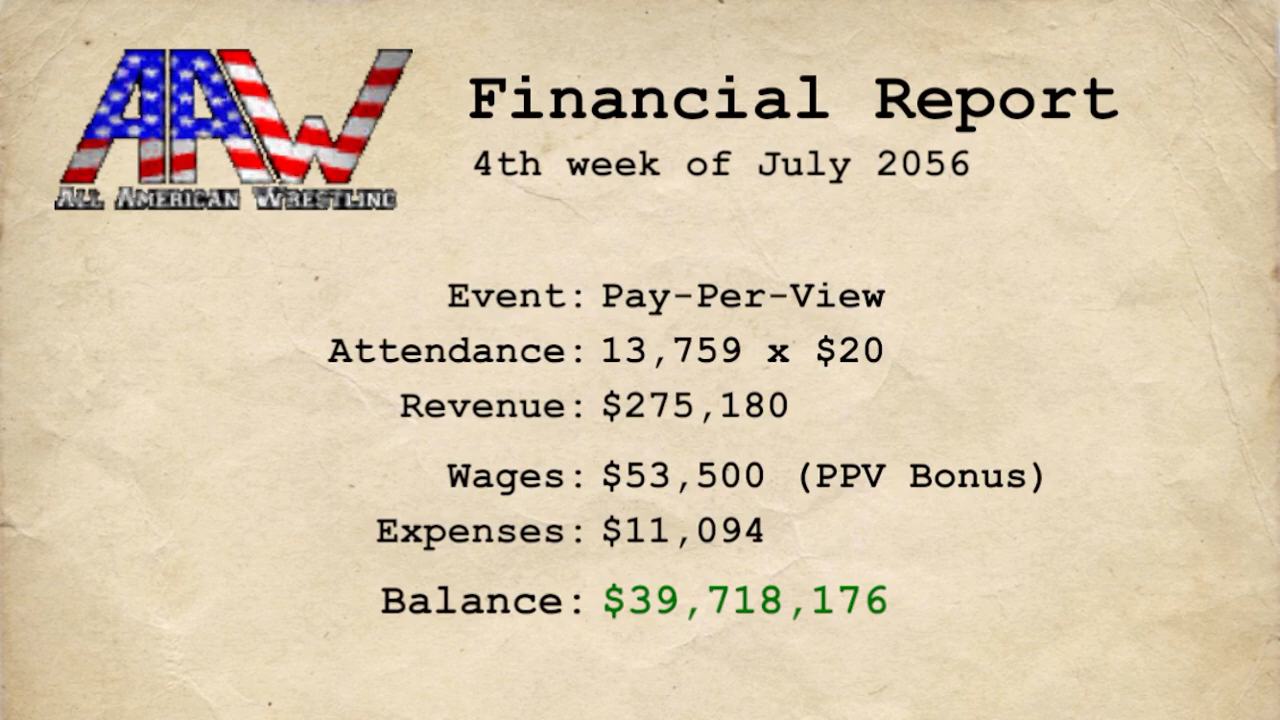 AAW
ALL AMERICAN WRESTLING
Financial Report
4th week of July 2056
Event: Pay-Per-View
Attendance: 13,759 x $20
Revenue: $275,180
Wages: $53,500 (PPV Bonus)
Expenses: $11,094
Balance: $39,718,176